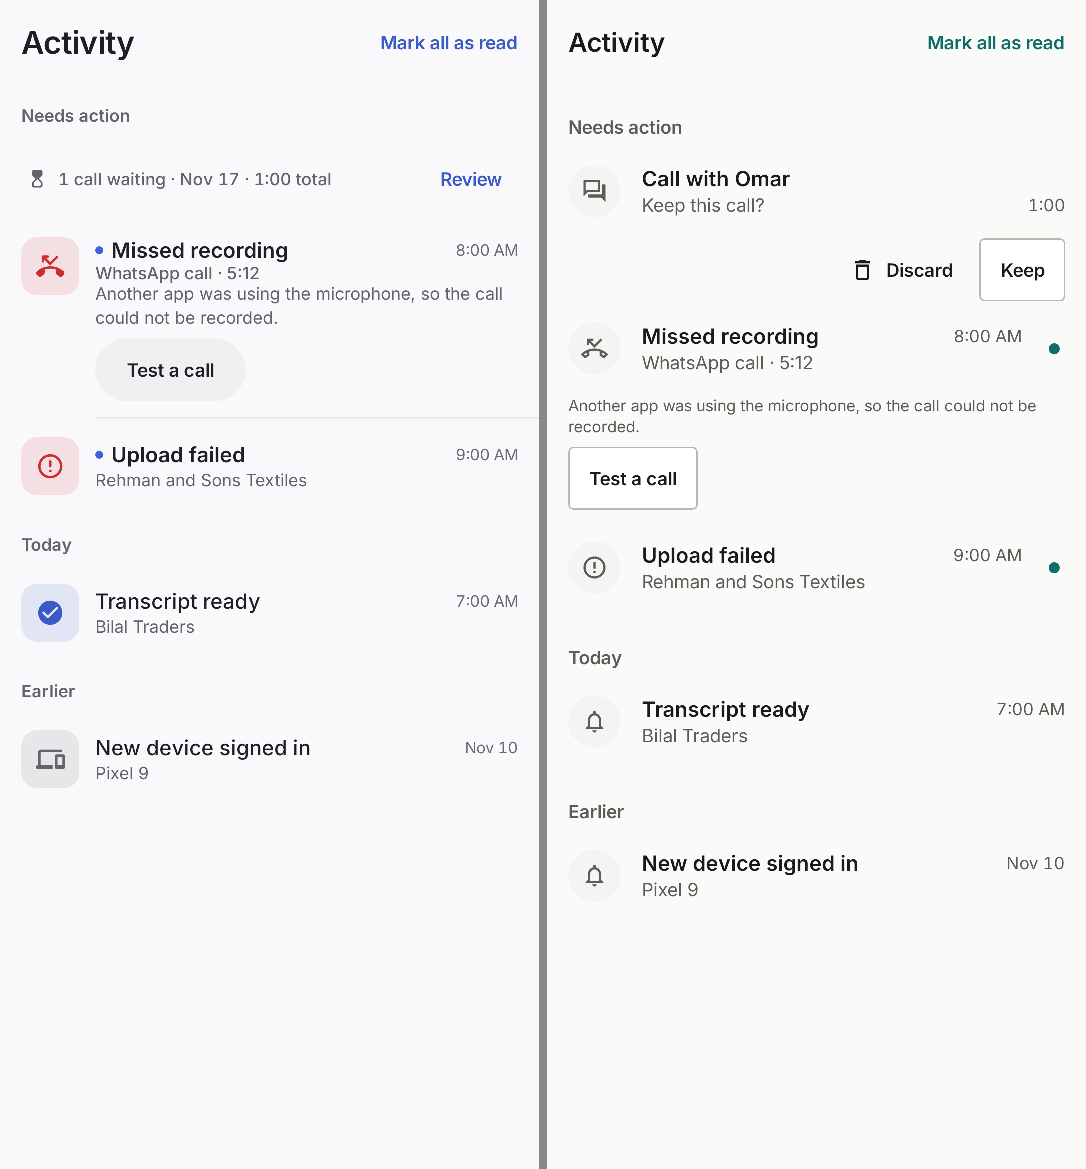 Activity
Mark all as read
Needs action
1 call waiting · Nov 17 · 1:00 total
Review
Missed recording
8:00 AM
WhatsApp call · 5:12
Another app was using the microphone, so the call
could not be recorded.
Test a call
Upload failed
9:00 AM
Rehman and Sons Textiles
Today
Transcript ready
7:00 AM
Bilal Traders
Earlier
New device signed in
Nov 10
Pixel 9
Activity
Mark all as read
Needs action
Call with Omar
Keep this call?
1:00
Discard
Keep
Missed recording
8:00 AM
WhatsApp call · 5:12
Another app was using the microphone, so the call could not be
recorded.
Test a call
Upload failed
9:00 AM
Rehman and Sons Textiles
Today
Transcript ready
7:00 AM
Bilal Traders
Earlier
New device signed in
Nov 10
Pixel 9